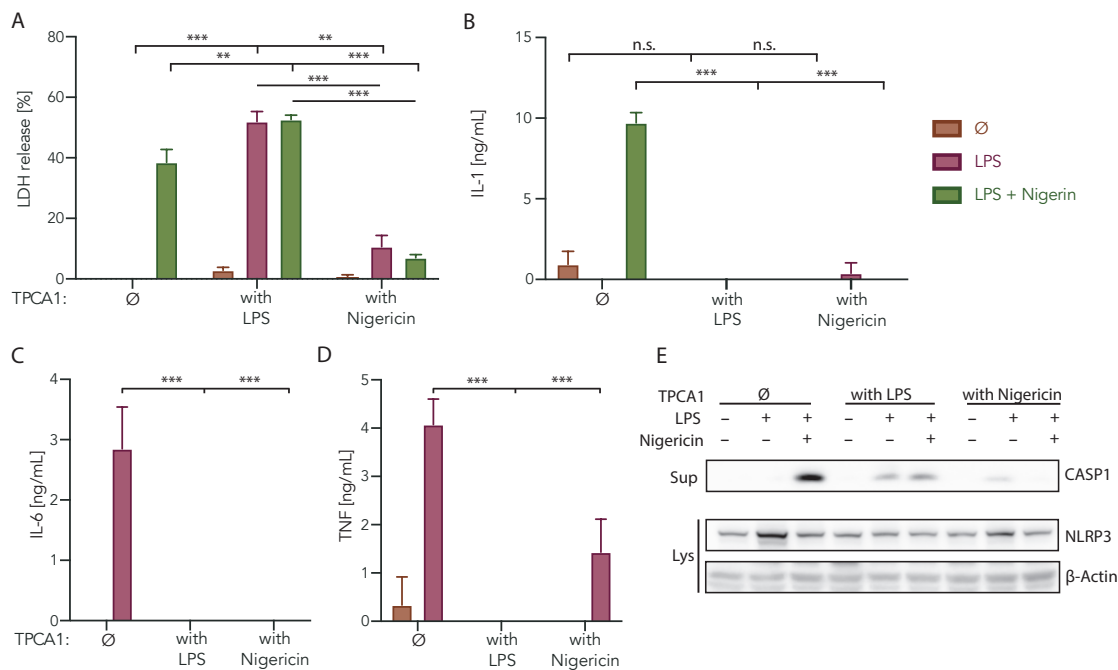 A
LDH release [%]
80
60
40
20
0
***
**
**
***
***
***
TPCA1:
Ø
with
LPS
with
Nigericin
B
IL-1 [ng/mL]
15
10
5
0
n.s.
n.s.
***
***
Ø
with
LPS
with
Nigericin
Ø
LPS
LPS + Nigerin
C
IL-6 [ng/mL]
4
3
2
1
0
***
***
TPCA1:
Ø
with
LPS
with
Nigericin
D
TNF [ng/mL]
5
4
3
2
1
0
***
***
Ø
with
LPS
with
Nigericin
E
TPCA1 Ø with LPS with Nigericin
LPS – + + – + + – + +
Nigericin – – + – – + – – +
Sup CASP1
Lys NLRP3
β-Actin